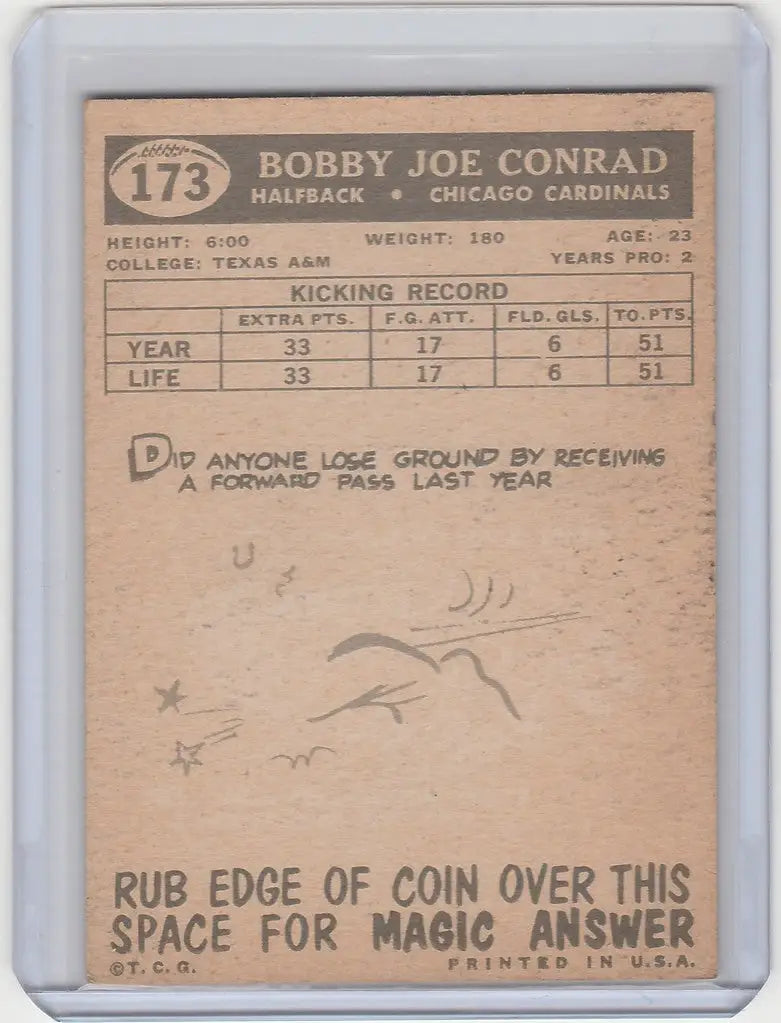 173
BOBBY JOE CONRAD
HALFBACK • CHICAGO CARDINALS
HEIGHT: 6:00 WEIGHT: 180 AGE: 23
COLLEGE: TEXAS A&M YEARS PRO: 2
KICKING RECORD
EXTRA PTS. F.G. ATT. FLD. GLS. TO. PTS.
YEAR 33 17 6 51
LIFE 33 17 6 51
DID ANYONE LOSE GROUND BY RECEIVING
A FORWARD PASS LAST YEAR
RUB EDGE OF COIN OVER THIS
SPACE FOR MAGIC ANSWER
©T. C. G. PRINTED IN U.S.A.